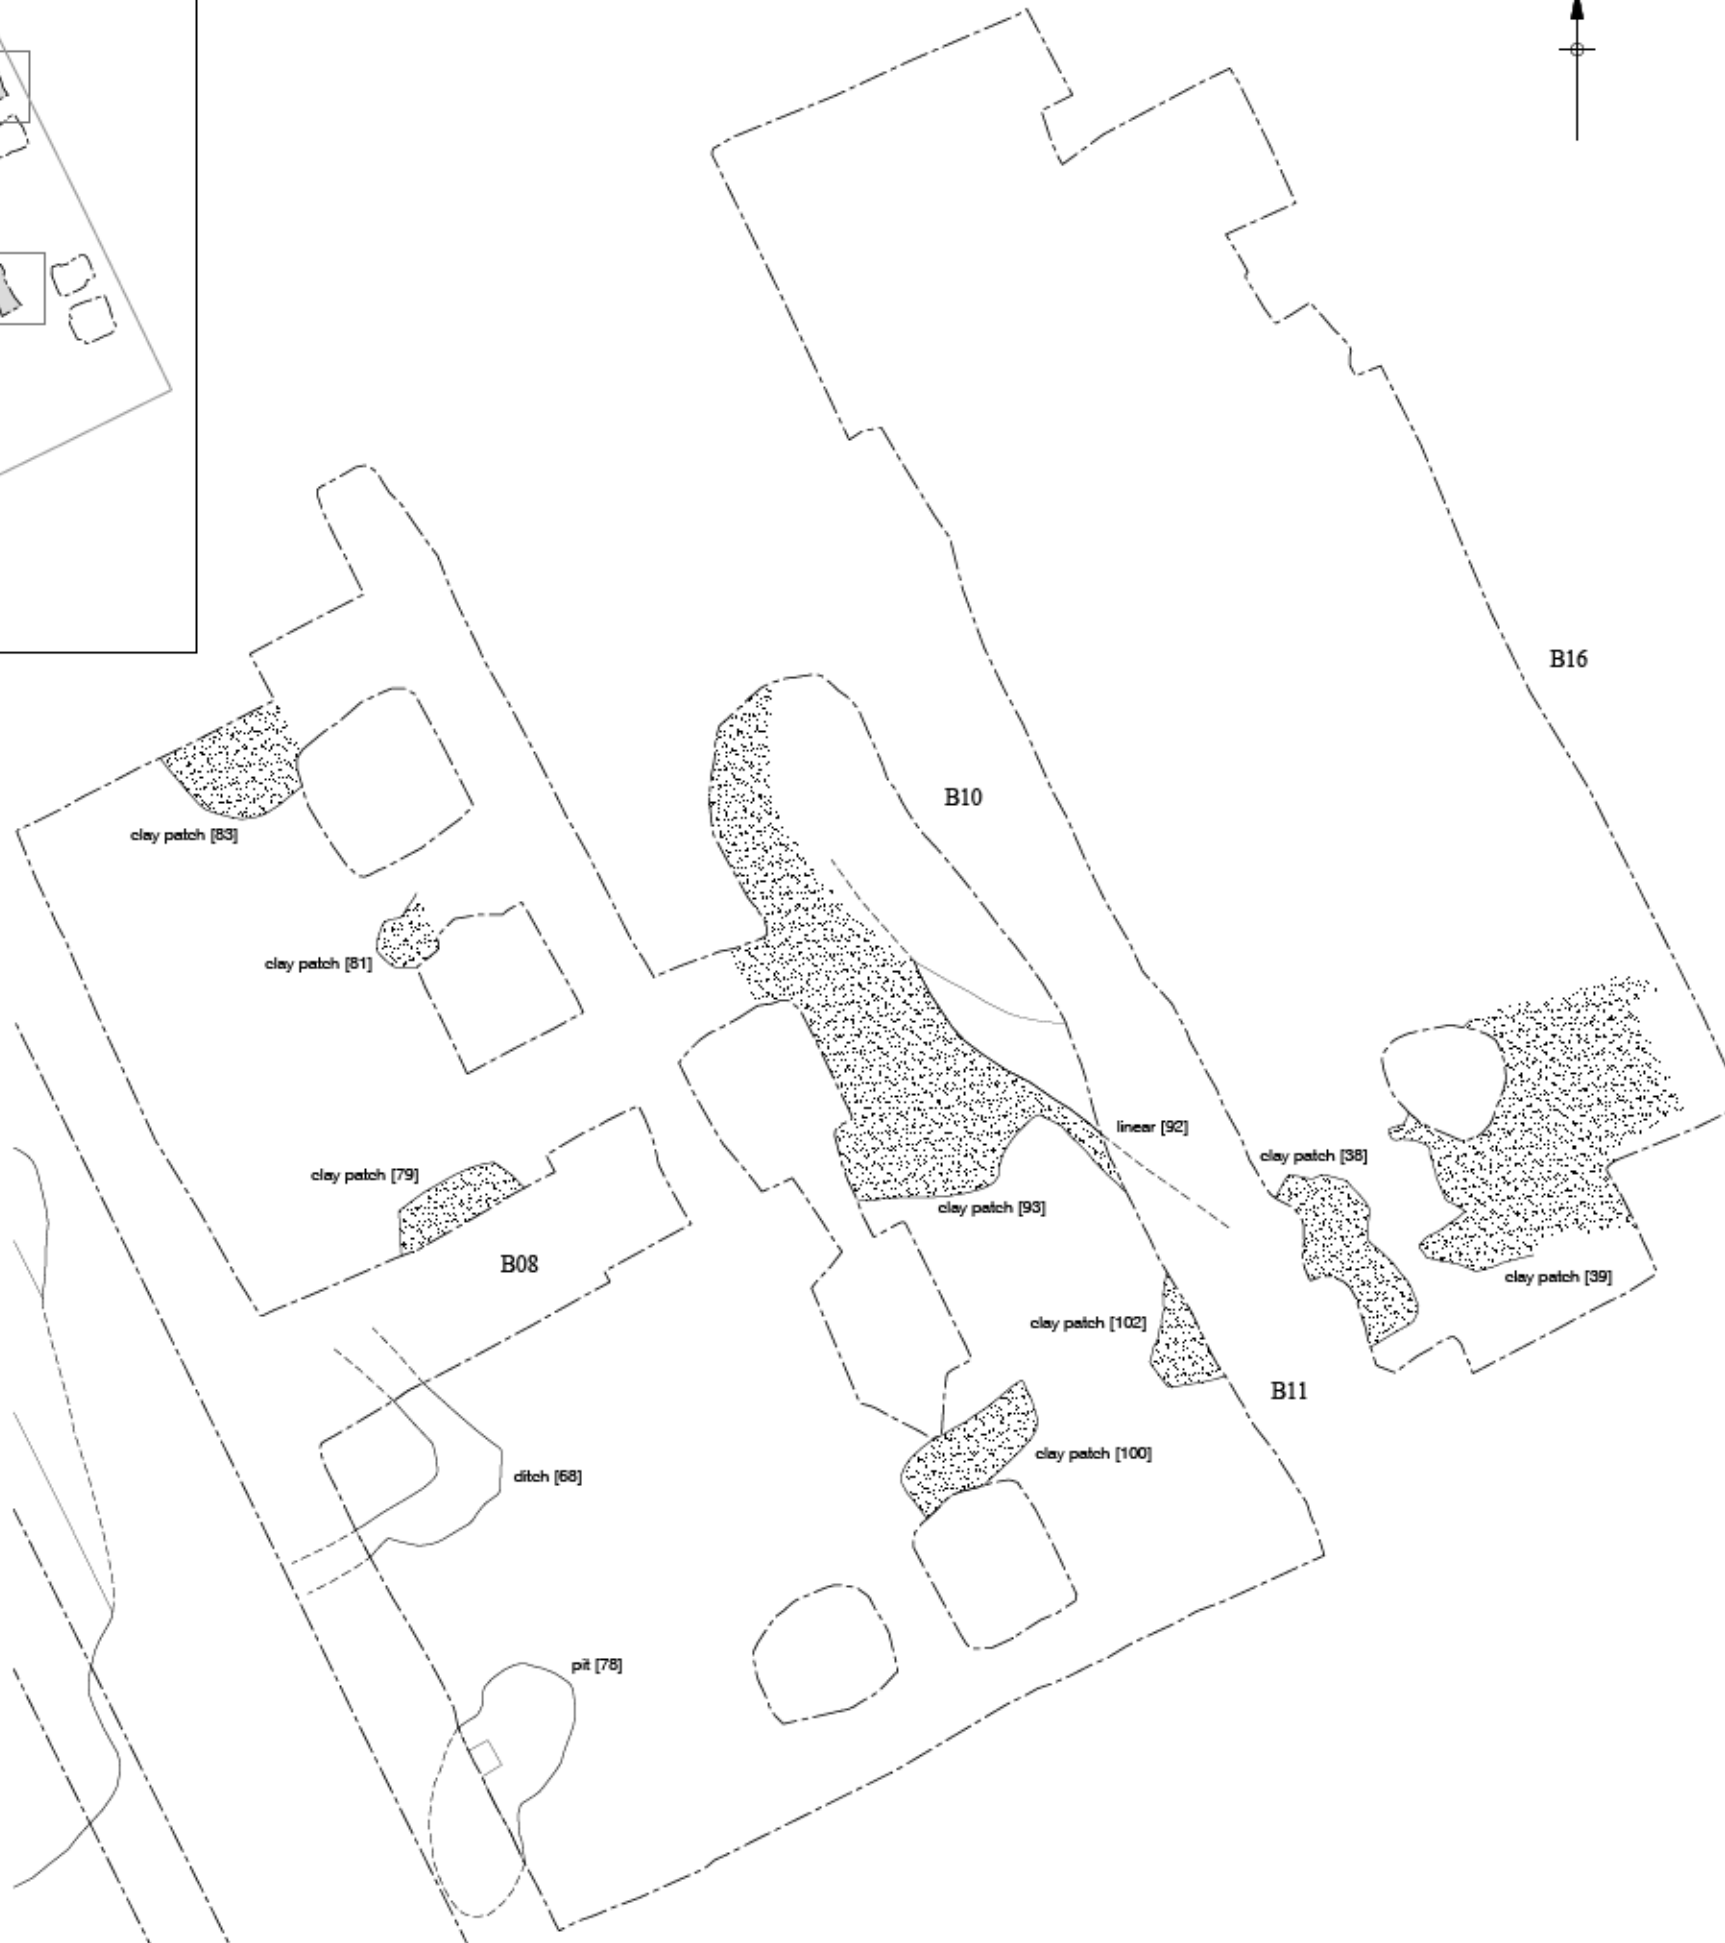 B16
B10
clay patch [83]
clay patch [81]
linear [92]
clay patch [38]
clay patch [79]
clay patch [93]
B08
clay patch [39]
clay patch [102]
B11
clay patch [100]
ditch [68]
pit [78]